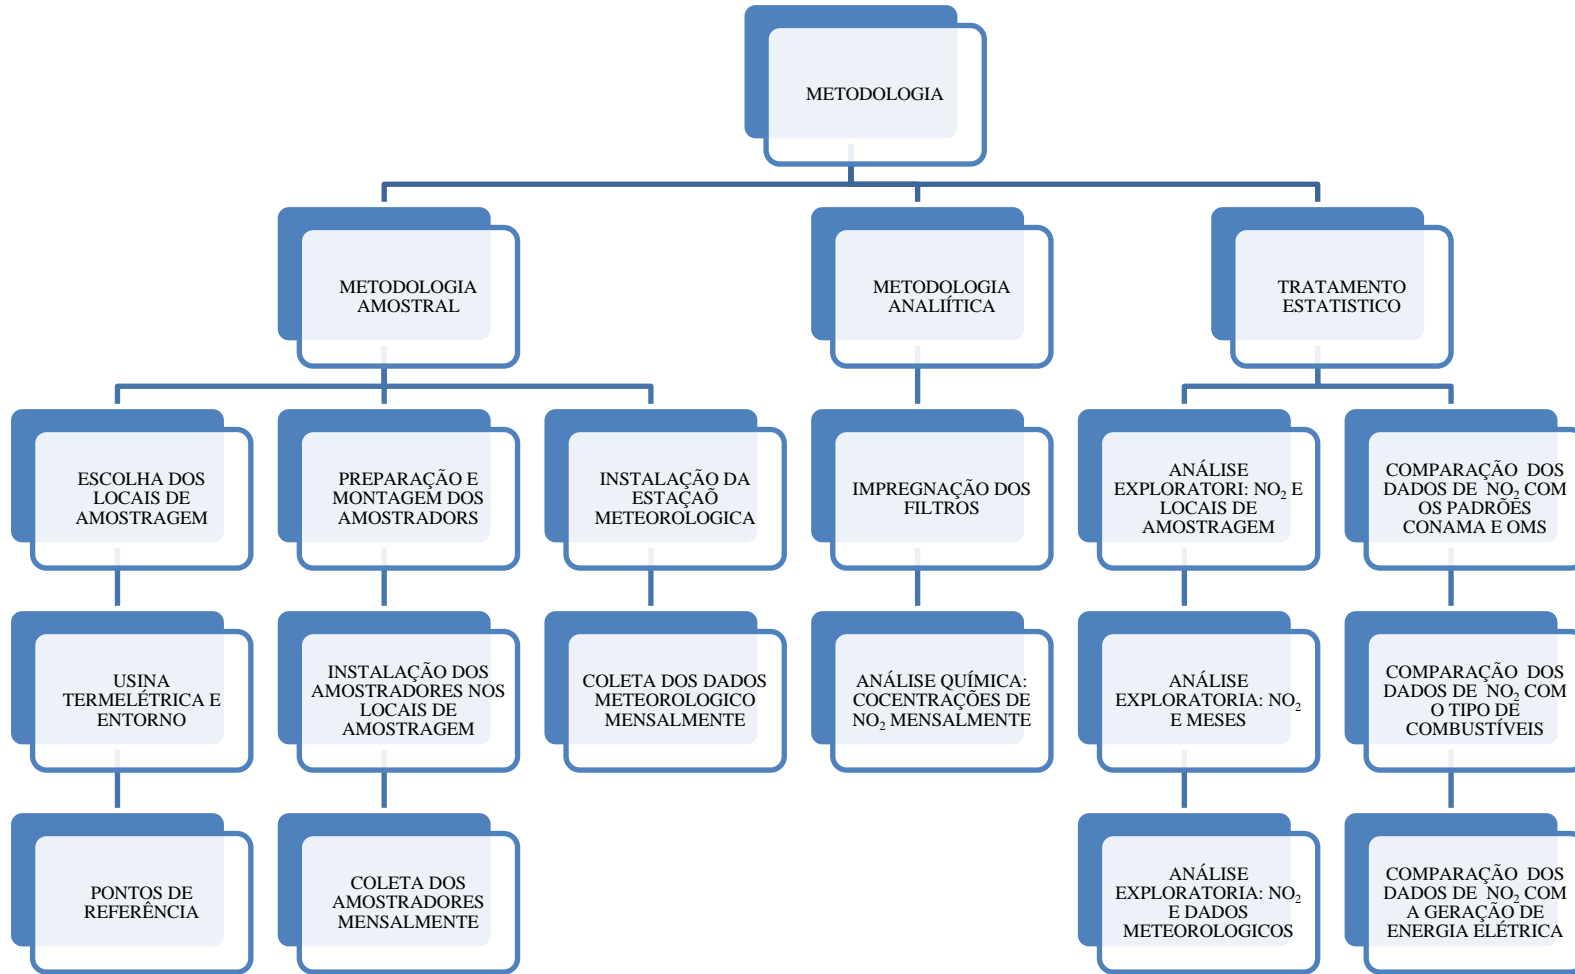 METODOLOGIA
METODOLOGIA
AMOSTRAL
METODOLOGIA
ANALIÍTICA
TRATAMENTO
ESTATISTICO
ESCOLHA DOS
LOCAIS DE
AMOSTRAGEM
PREPARAÇÃO E
MONTAGEM DOS
AMOSTRADORS
INSTALAÇÃO DA
ESTAÇAÕ
METEOROLOGICA
IMPREGNAÇÃO DOS
FILTROS
ANÁLISE
EXPLORATORI: NO₂ E
LOCAIS DE
AMOSTRAGEM
COMPARAÇÃO DOS
DADOS DE NO₂ COM
OS PADRÕES
CONAMA E OMS
USINA
TERMELÉTRICA E
ENTORNO
INSTALAÇÃO DOS
AMOSTRADORES NOS
LOCAIS DE
AMOSTRAGEM
COLETA DOS DADOS
METEOROLOGICO
MENSALMENTE
ANÁLISE QUÍMICA:
COCENTRAÇÕES DE
NO₂ MENSALMENTE
ANÁLISE
EXPLORATORIA: NO₂
E MESES
COMPARAÇÃO DOS
DADOS DE NO₂ COM
O TIPO DE
COMBUSTÍVEIS
PONTOS DE
REFERÊNCIA
COLETA DOS
AMOSTRADORES
MENSALMENTE
ANÁLISE
EXPLORATORIA: NO₂
E DADOS
METEOROLOGICOS
COMPARAÇÃO DOS
DADOS DE NO₂ COM
A GERAÇÃO DE
ENERGIA ELÉTRICA